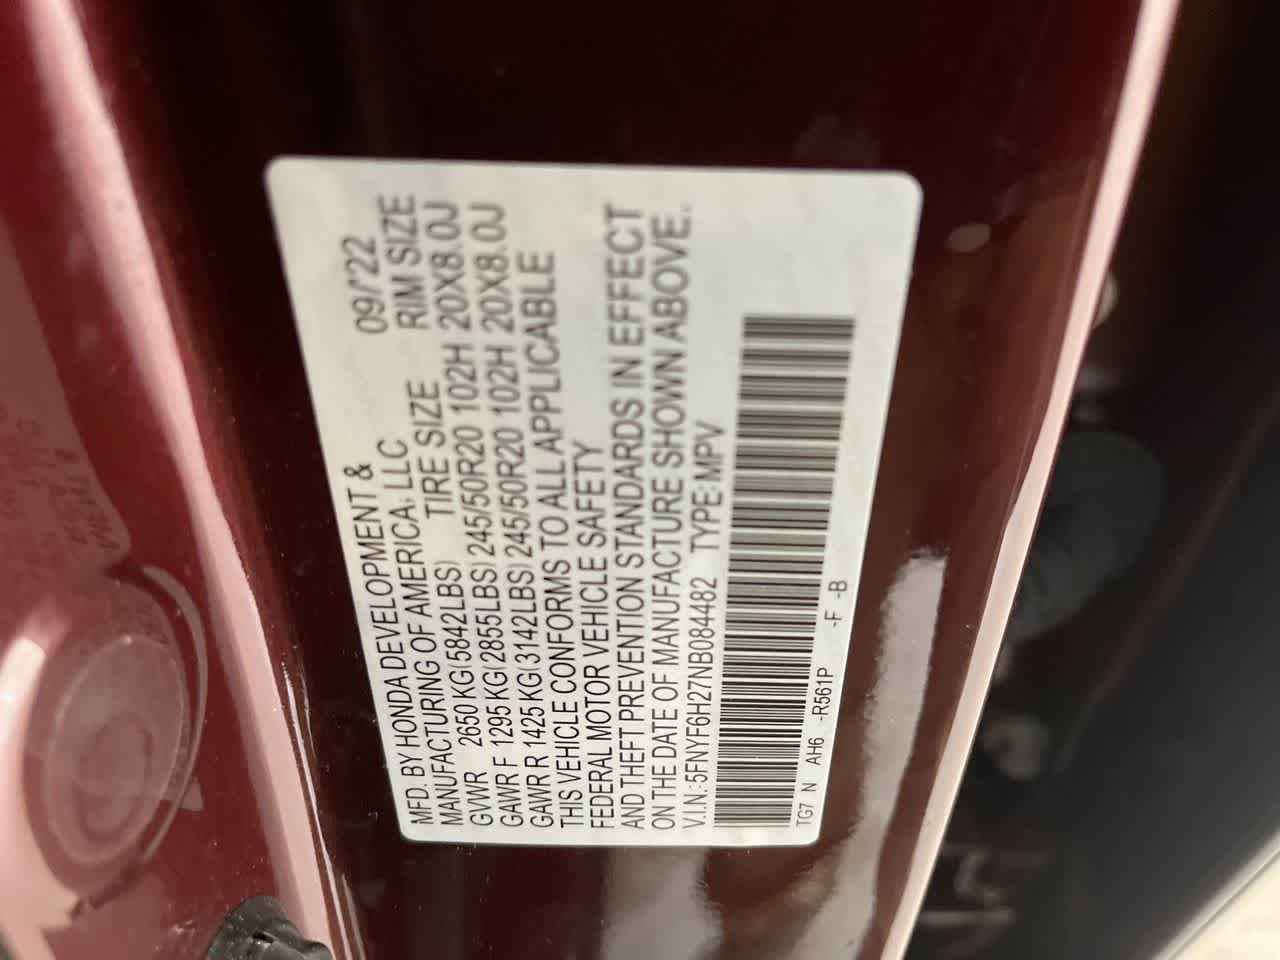 MFD. BY HONDA DEVELOPMENT & 09/'22
MANUFACTURING OF AMERICA, LLC
GVWR 2650 KG(5842LBS) TIRE SIZE RIM SIZE
GAWR F 1295 KG(2855LBS) 245/50R20 102H 20X8.0J
GAWR R 1425 KG(3142LBS) 245/50R20 102H 20X8.0J
THIS VEHICLE CONFORMS TO ALL APPLICABLE
FEDERAL MOTOR VEHICLE SAFETY
AND THEFT PREVENTION STANDARDS IN EFFECT
ON THE DATE OF MANUFACTURE SHOWN ABOVE.
V.I.N.:5FNYF6H27NB084482 TYPE:MPV
TG7 N AH6 -R561P -F -B